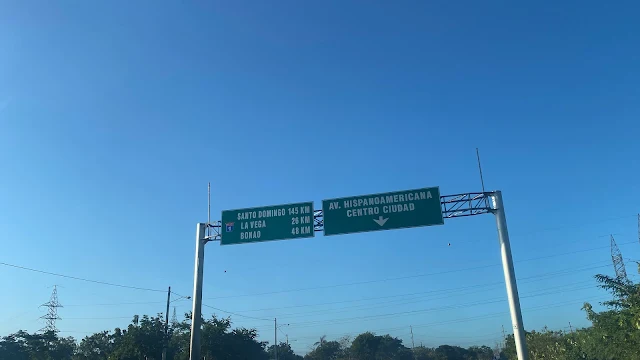 SANTO DOMINGO 145 KM
LA VEGA 26 KM
BONAO 48 KM
AV. HISPANOAMERICANA
CENTRO CIUDAD